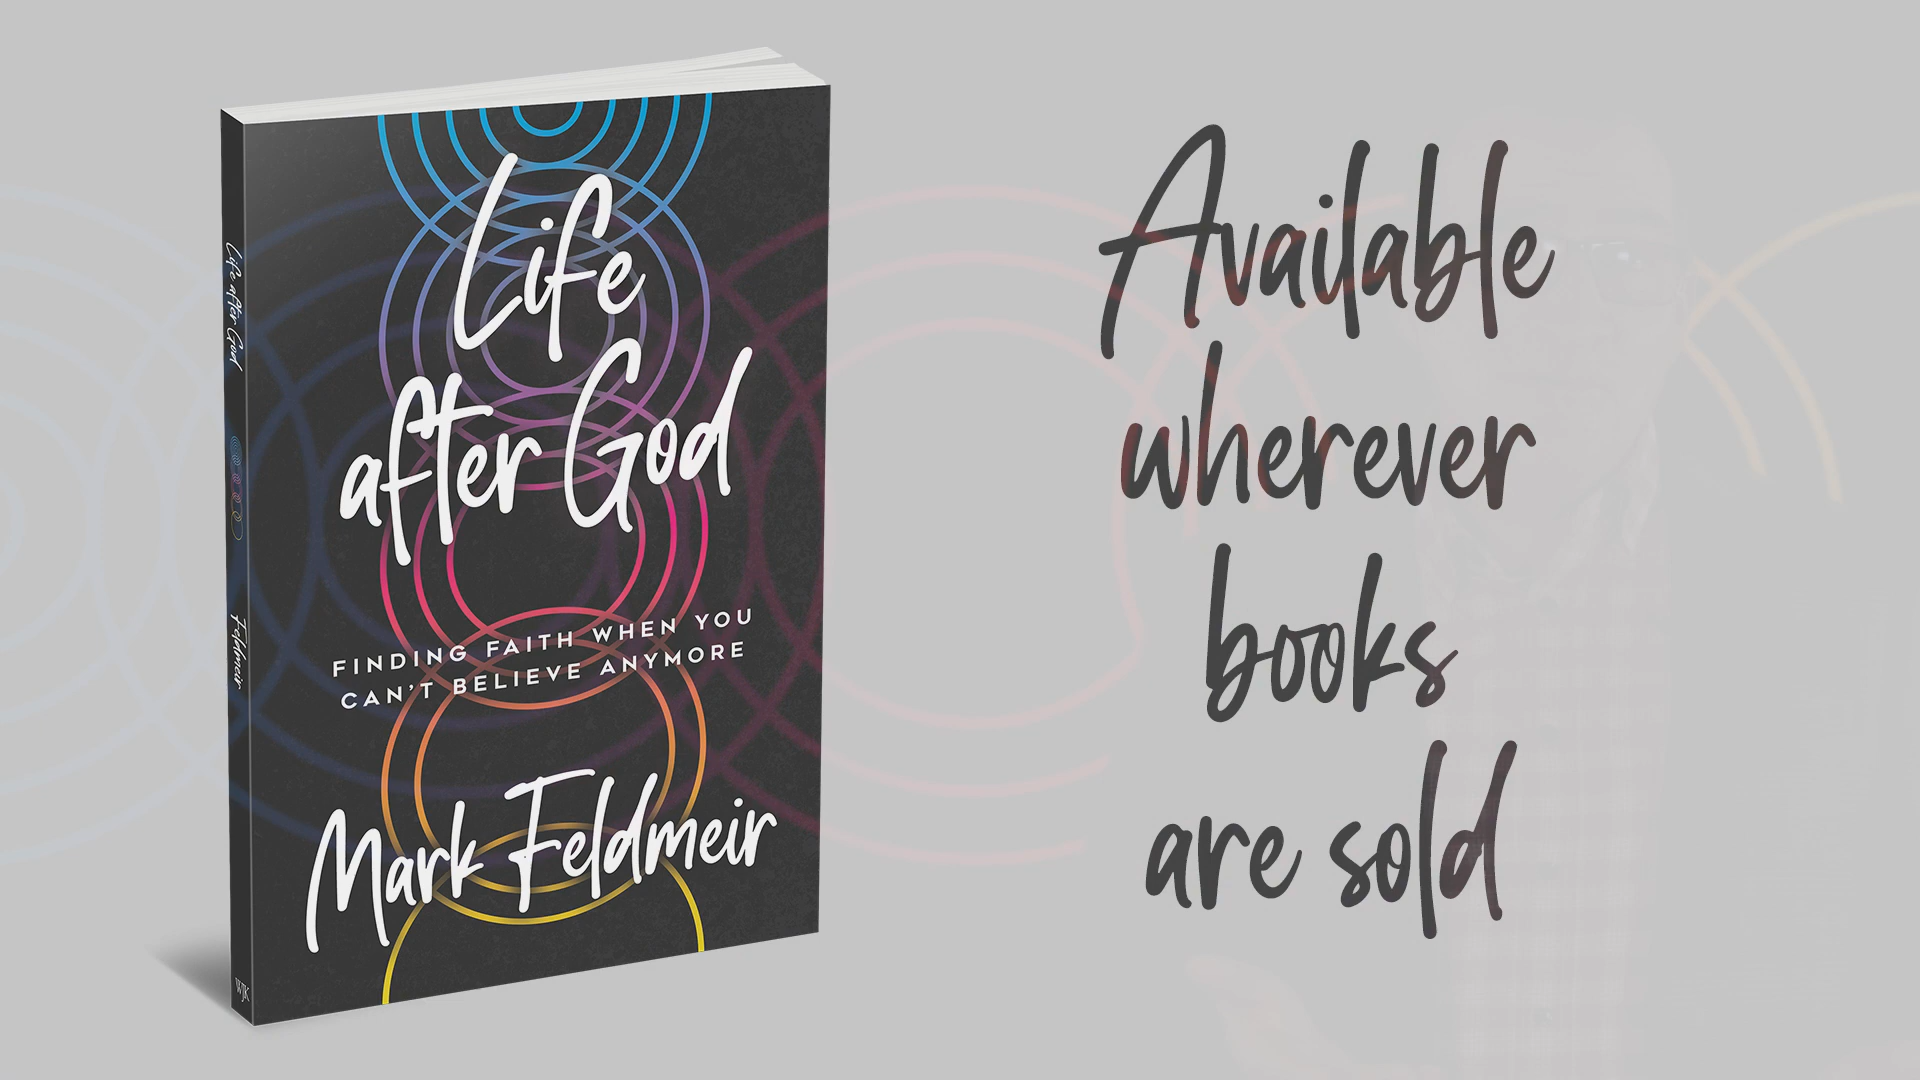 Life
after God
FINDING FAITH WHEN YOU
CAN'T BELIEVE ANYMORE
Mark Feldmeir
Life after God
Feldmeir
WJK
Available
wherever
books
are sold